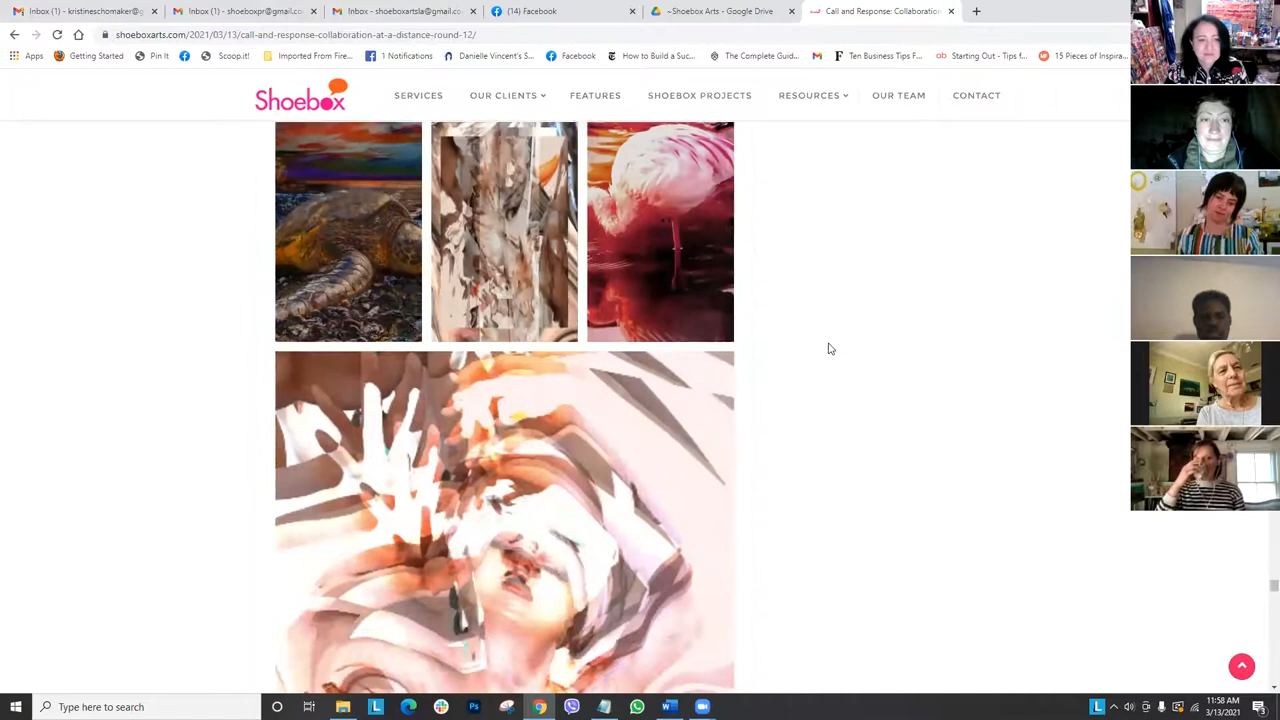 Inbox (1) - kristineschomaker@g
Inbox (1) - shoeboxpr@gmail.co
Inbox - shoeboxartsla@gmail.co
(14) Facebook
~Shoebox Arts - Google Drive
Call and Response: Collaboration
shoeboxarts.com/2021/03/13/call-and-response-collaboration-at-a-distance-round-12/
Apps
Getting Started
Pin It
Scoop.it!
Imported From Fire...
1 Notifications
Danielle Vincent's S...
Facebook
How to Build a Suc...
The Complete Guid...
Ten Business Tips F...
Starting Out - Tips f...
15 Pieces of Inspira...
Shoebox
SERVICES
OUR CLIENTS
FEATURES
SHOEBOX PROJECTS
RESOURCES
OUR TEAM
CONTACT
Type here to search
11:58 AM
3/13/2021